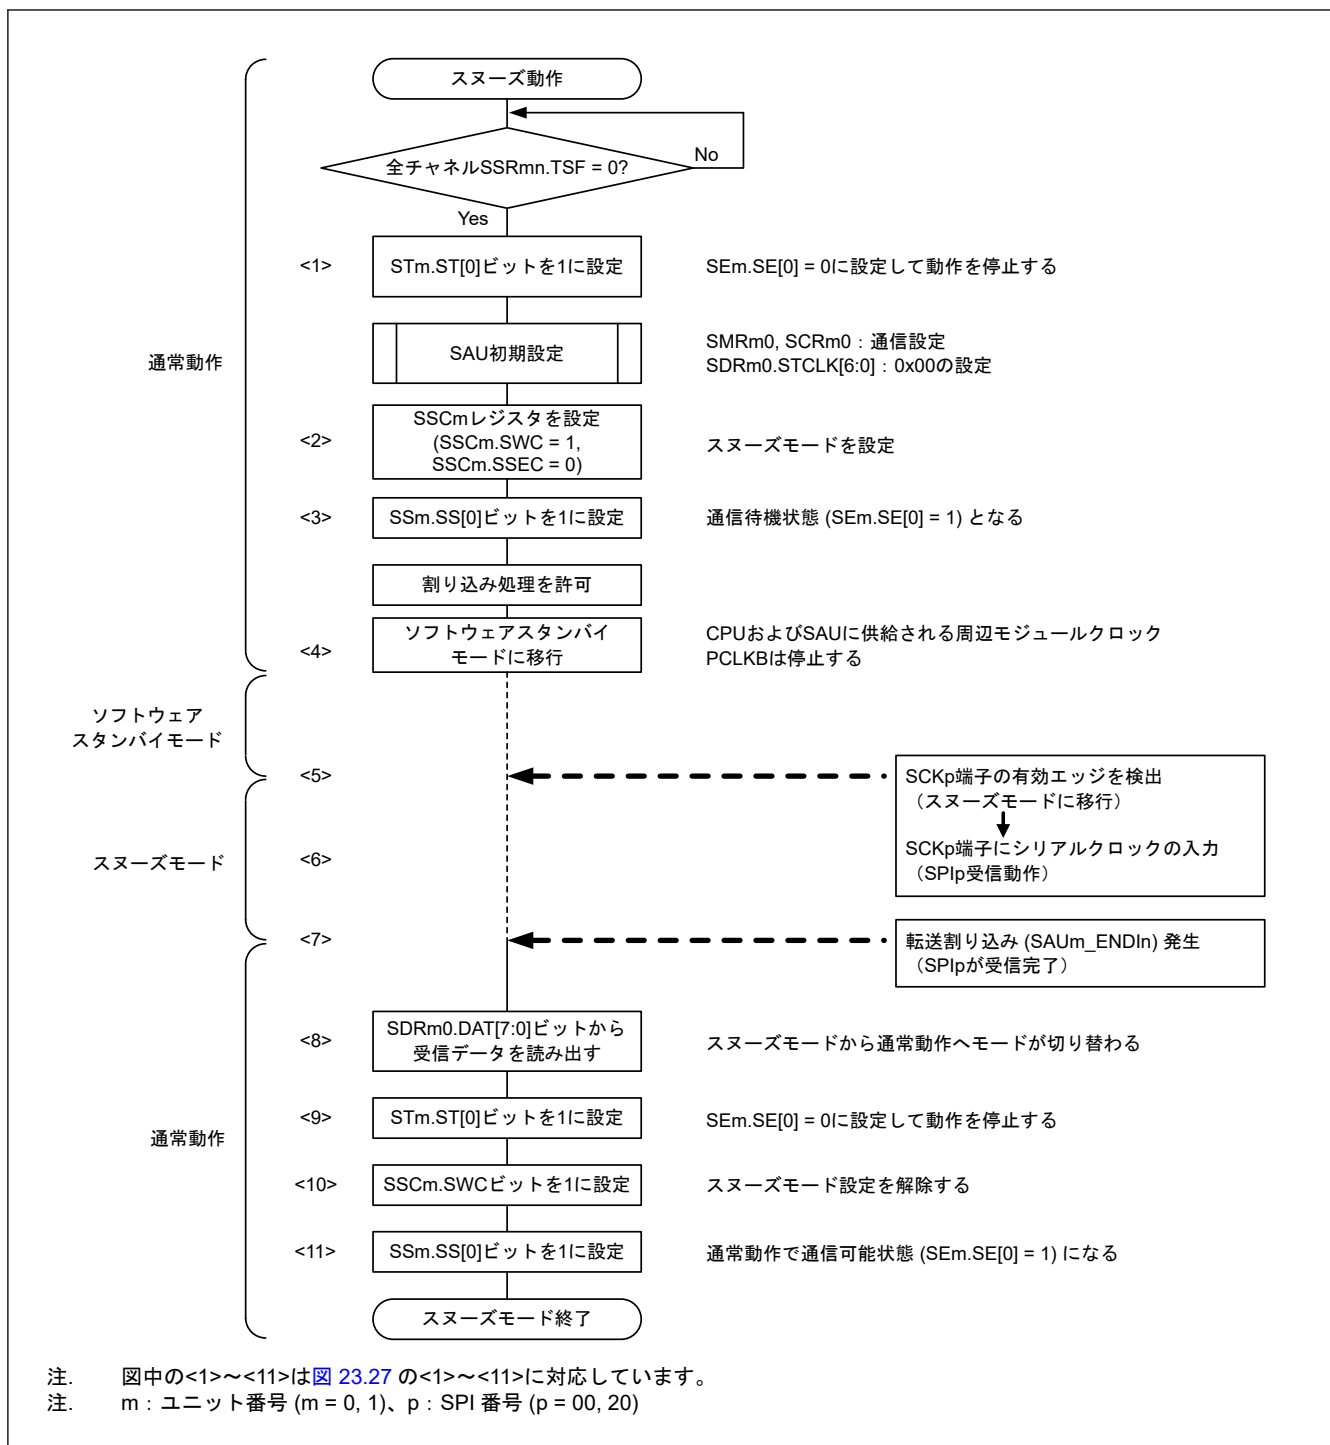 スヌーズ動作
全チャネルSSRmn.TSF = 0?
No
Yes
通常動作
<1>
STm.ST[0]ビットを1に設定
SEm.SE[0] = 0に設定して動作を停止する
SAU初期設定
SMRm0, SCRm0：通信設定
SDRm0.STCLK[6:0]：0x00の設定
<2>
SSCmレジスタを設定
(SSCm.SWC = 1,
SSCm.SSEC = 0)
スヌーズモードを設定
<3>
SSm.SS[0]ビットを1に設定
通信待機状態 (SEm.SE[0] = 1) となる
割り込み処理を許可
<4>
ソフトウェアスタンバイ
モードに移行
CPUおよびSAUに供給される周辺モジュールクロック
PCLKBは停止する
ソフトウェア
スタンバイモード
<5>
SCKp端子の有効エッジを検出
（スヌーズモードに移行）
スヌーズモード
<6>
SCKp端子にシリアルクロックの入力
（SPIp受信動作）
<7>
転送割り込み (SAUm_ENDIn) 発生
（SPIpが受信完了）
通常動作
<8>
SDRm0.DAT[7:0]ビットから
受信データを読み出す
スヌーズモードから通常動作へモードが切り替わる
<9>
STm.ST[0]ビットを1に設定
SEm.SE[0] = 0に設定して動作を停止する
<10>
SSCm.SWCビットを1に設定
スヌーズモード設定を解除する
<11>
SSm.SS[0]ビットを1に設定
通常動作で通信可能状態 (SEm.SE[0] = 1) になる
スヌーズモード終了
注. 図中の<1>～<11>は図 23.27 の<1>～<11>に対応しています。
注. m：ユニット番号 (m = 0, 1)、p：SPI 番号 (p = 00, 20)